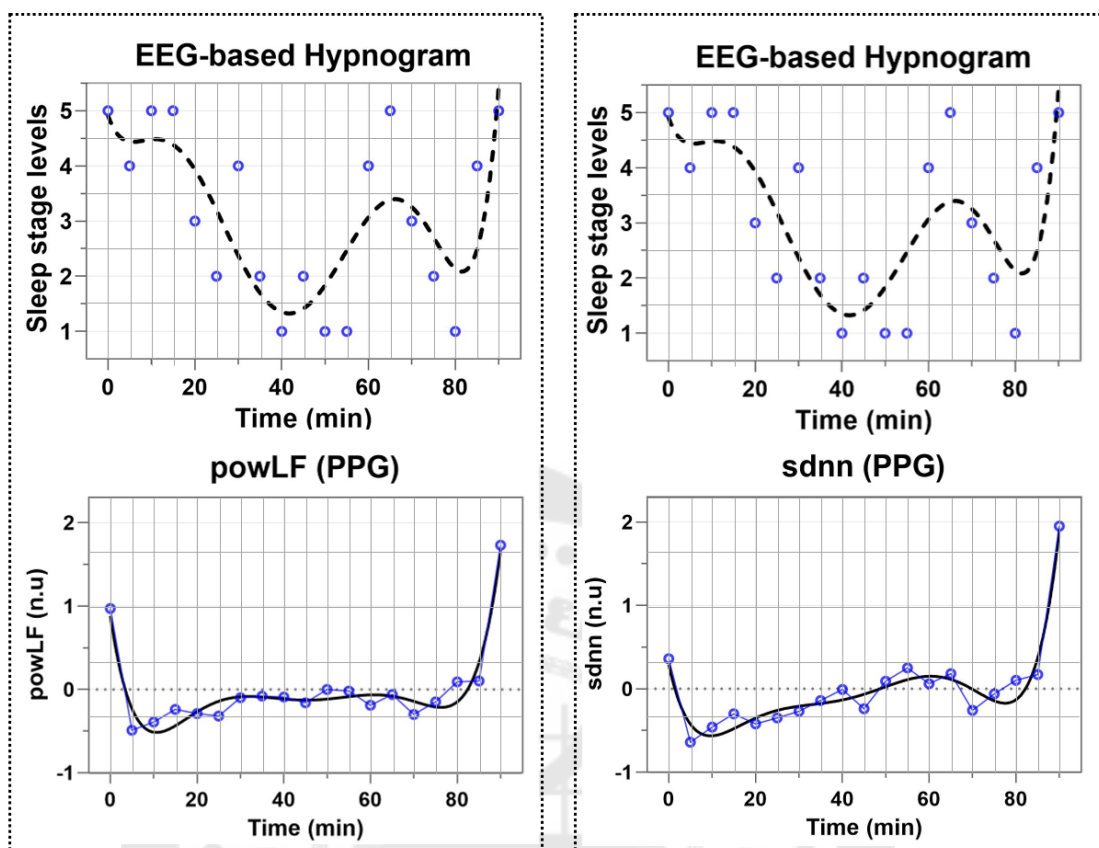 EEG-based Hypnogram
Sleep stage levels
5
4
3
2
1
0 20 40 60 80
Time (min)
powLF (PPG)
powLF (n.u)
2
1
0
-1
0 20 40 60 80
Time (min)
EEG-based Hypnogram
Sleep stage levels
5
4
3
2
1
0 20 40 60 80
Time (min)
sdnn (PPG)
sdnn (n.u)
2
1
0
-1
0 20 40 60 80
Time (min)